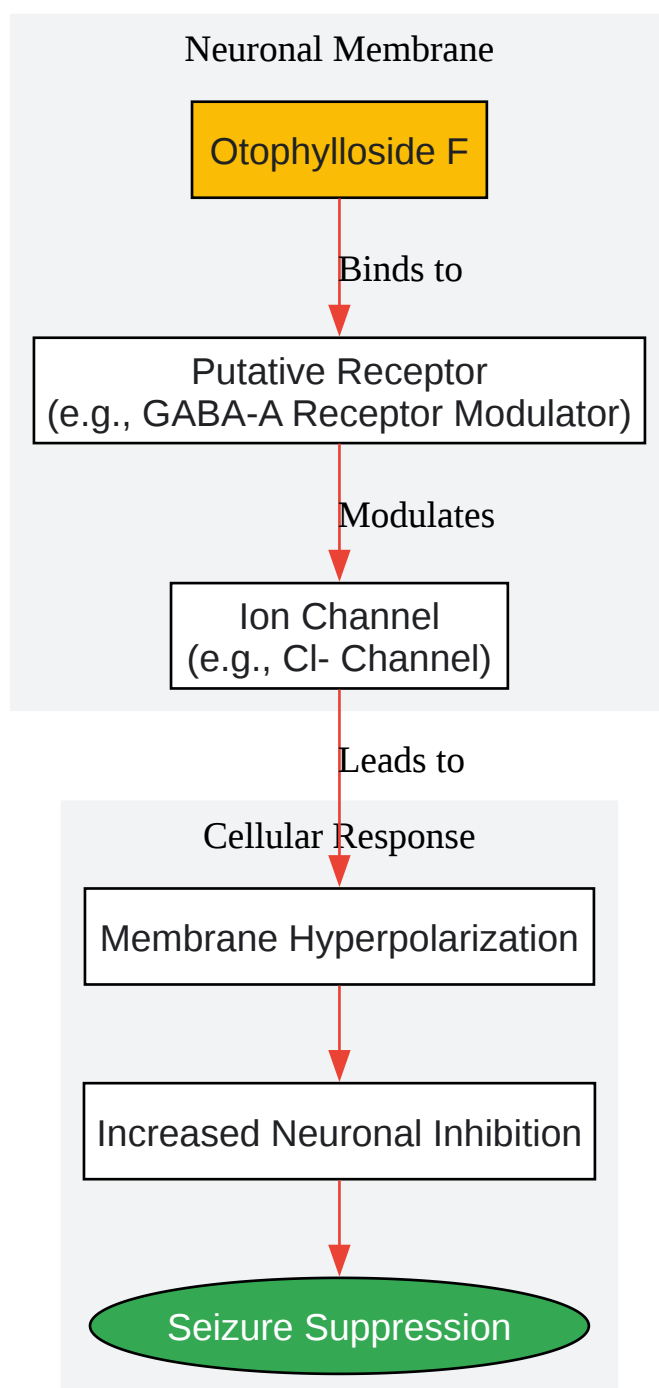 Neuronal Membrane
Otophylloside F
Binds to
Putative Receptor
(e.g., GABA-A Receptor Modulator)
Modulates
Ion Channel
(e.g., Cl- Channel)
Leads to
Cellular Response
Membrane Hyperpolarization
Increased Neuronal Inhibition
Seizure Suppression